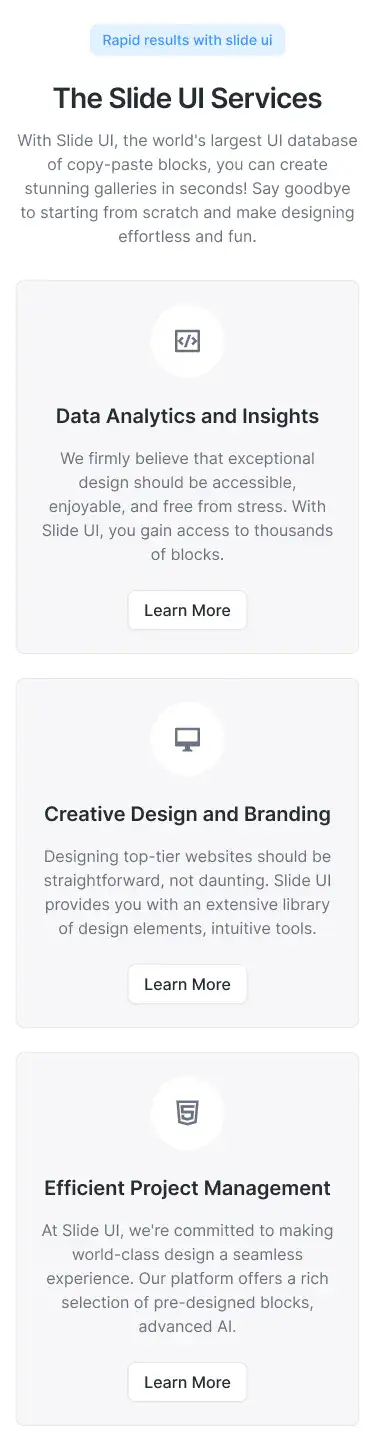 Rapid results with slide ui
The Slide UI Services
With Slide UI, the world's largest UI database
of copy-paste blocks, you can create
stunning galleries in seconds! Say goodbye
to starting from scratch and make designing
effortless and fun.
Data Analytics and Insights
We firmly believe that exceptional
design should be accessible,
enjoyable, and free from stress. With
Slide UI, you gain access to thousands
of blocks.
Learn More
Creative Design and Branding
Designing top-tier websites should be
straightforward, not daunting. Slide UI
provides you with an extensive library
of design elements, intuitive tools.
Learn More
Efficient Project Management
At Slide UI, we're committed to making
world-class design a seamless
experience. Our platform offers a rich
selection of pre-designed blocks,
advanced AI.
Learn More